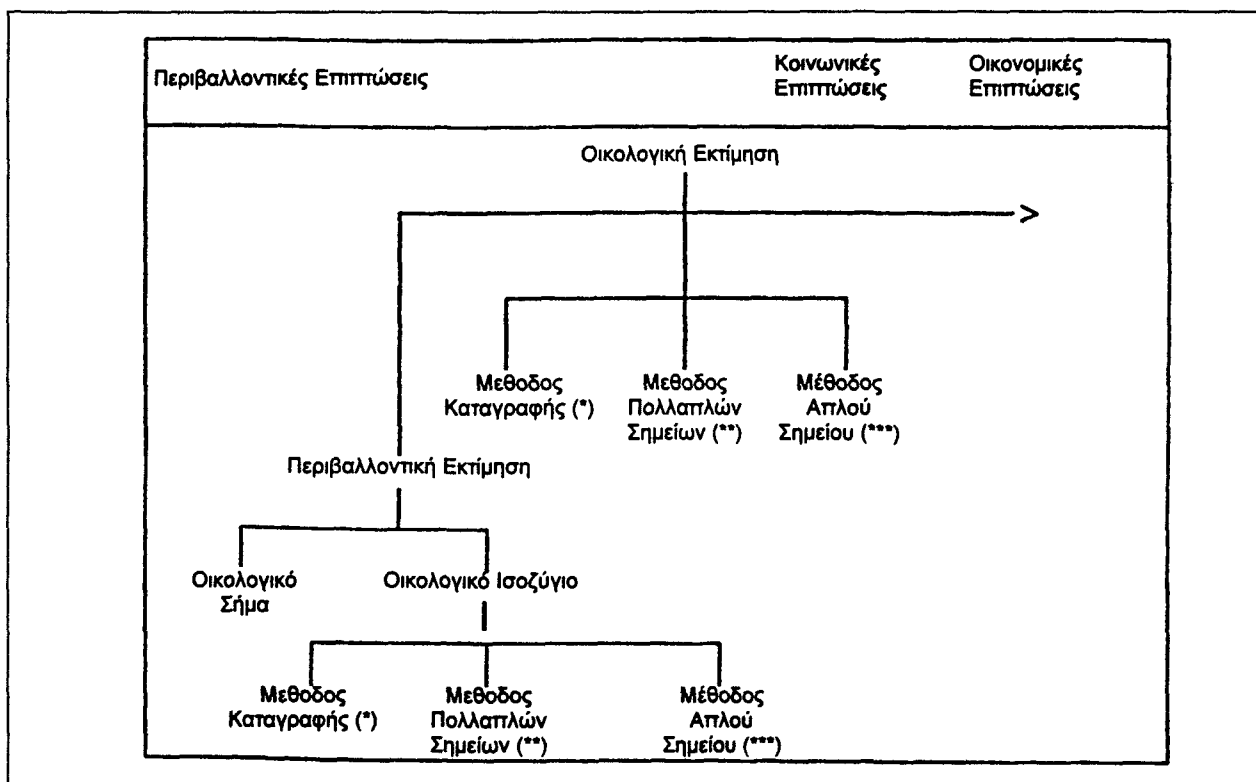 Περιβαλλοντικές Επιπτώσεις
Κοινωνικές
Επιπτώσεις
Οικονομικές
Επιπτώσεις
Οικολογική Εκτίμηση
>
Μεθοδος
Καταγραφής (*)
Μεθοδος
Πολλαπλών
Σημείων (**)
Μέθοδος
Απλού
Σημείου (***)
Περιβαλλοντική Εκτίμηση
Οικολογικό
Σήμα
Οικολογικό Ισοζύγιο
Μεθοδος
Καταγραφής (*)
Μεθοδος
Πολλαπλών
Σημείων (**)
Μέθοδος
Απλού
Σημείου (***)